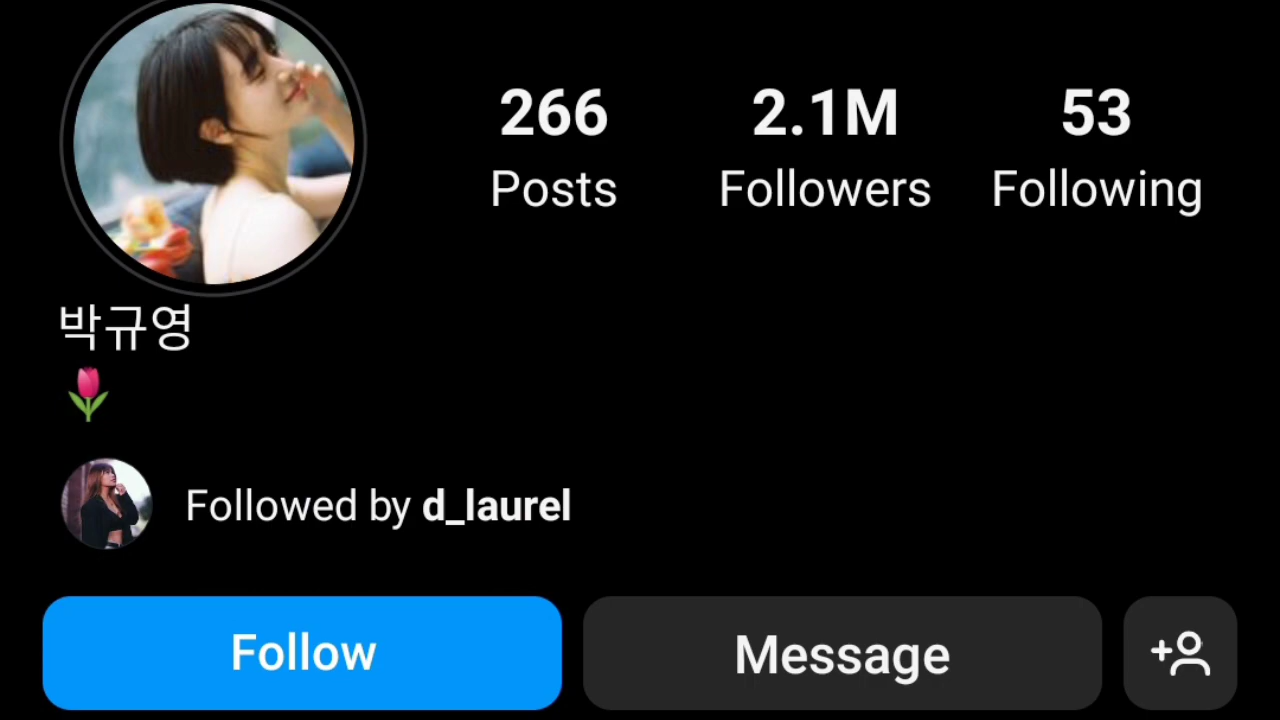 266 2.1M 53
Posts Followers Following
박규영
🌷
Followed by d_laurel
Follow Message